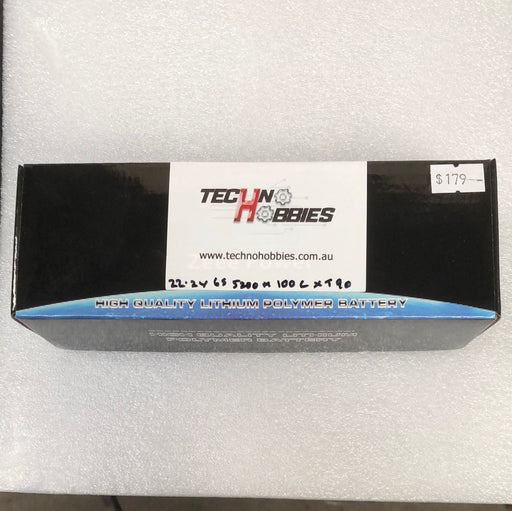 $179-
TECHNO
HOBBIES
www.technohobbies.com.au
22.2V 6S 5200m 100C XT90
HIGH QUALITY LITHIUM POLYMER BATTERY
HIGH QUALITY LITHIUM
POLYMER BATTERY